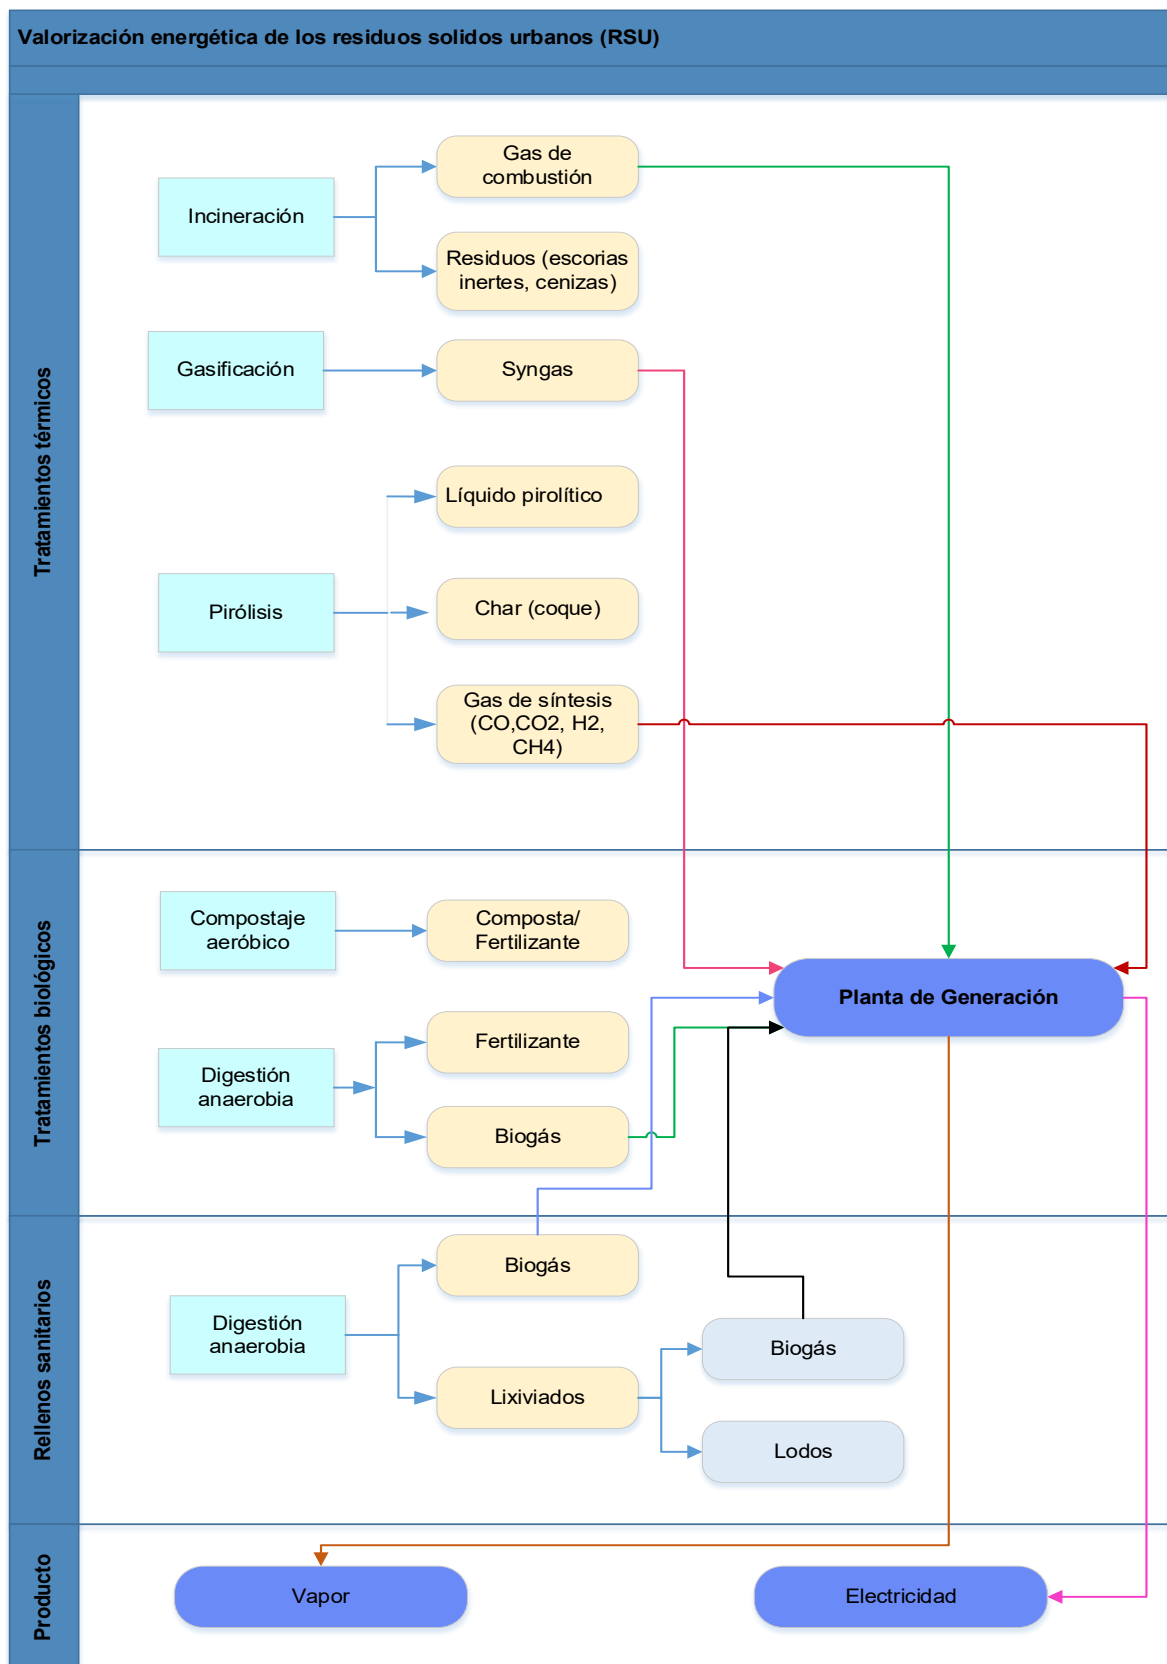 Valorización energética de los residuos solidos urbanos (RSU)
Tratamientos térmicos
Incineración
Gas de
combustión
Residuos (escorias
inertes, cenizas)
Gasificación
Syngas
Pirólisis
Líquido pirolítico
Char (coque)
Gas de síntesis
(CO,CO2, H2,
CH4)
Tratamientos biológicos
Compostaje
aeróbico
Composta/
Fertilizante
Planta de Generación
Digestión
anaerobia
Fertilizante
Biogás
Rellenos sanitarios
Digestión
anaerobia
Biogás
Lixiviados
Biogás
Lodos
Producto
Vapor
Electricidad